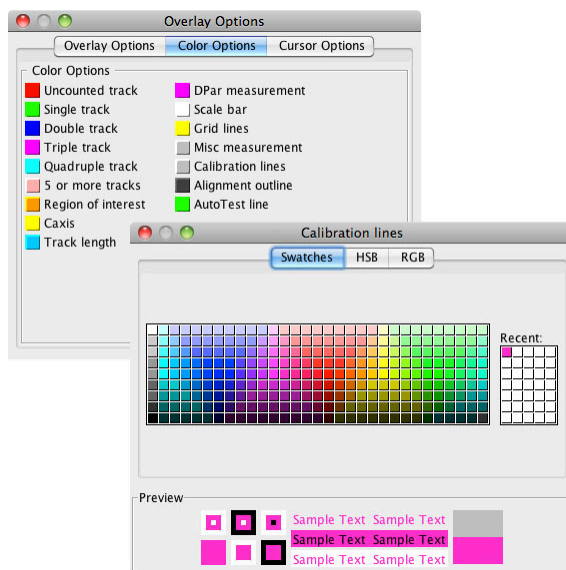 Overlay Options
Overlay Options Color Options Cursor Options
Color Options
Uncounted track
Single track
Double track
Triple track
Quadruple track
5 or more tracks
Region of interest
Caxis
Track length
DPar measurement
Scale bar
Grid lines
Misc measurement
Calibration lines
Alignment outline
AutoTest line
Calibration lines
Swatches HSB RGB
Recent:
Preview
Sample Text Sample Text
Sample Text Sample Text
Sample Text Sample Text